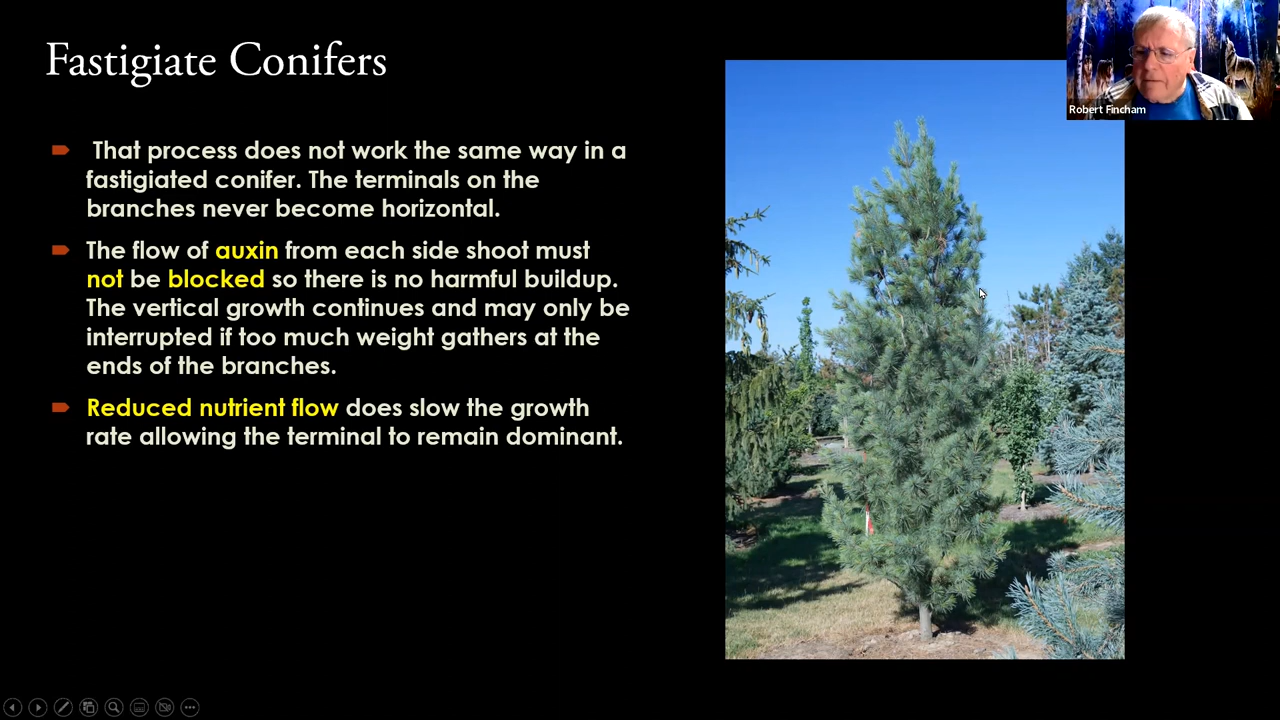 Fastigiate Conifers
Robert Fincham
That process does not work the same way in a
fastigiated conifer. The terminals on the
branches never become horizontal.
The flow of auxin from each side shoot must
not be blocked so there is no harmful buildup.
The vertical growth continues and may only be
interrupted if too much weight gathers at the
ends of the branches.
Reduced nutrient flow does slow the growth
rate allowing the terminal to remain dominant.